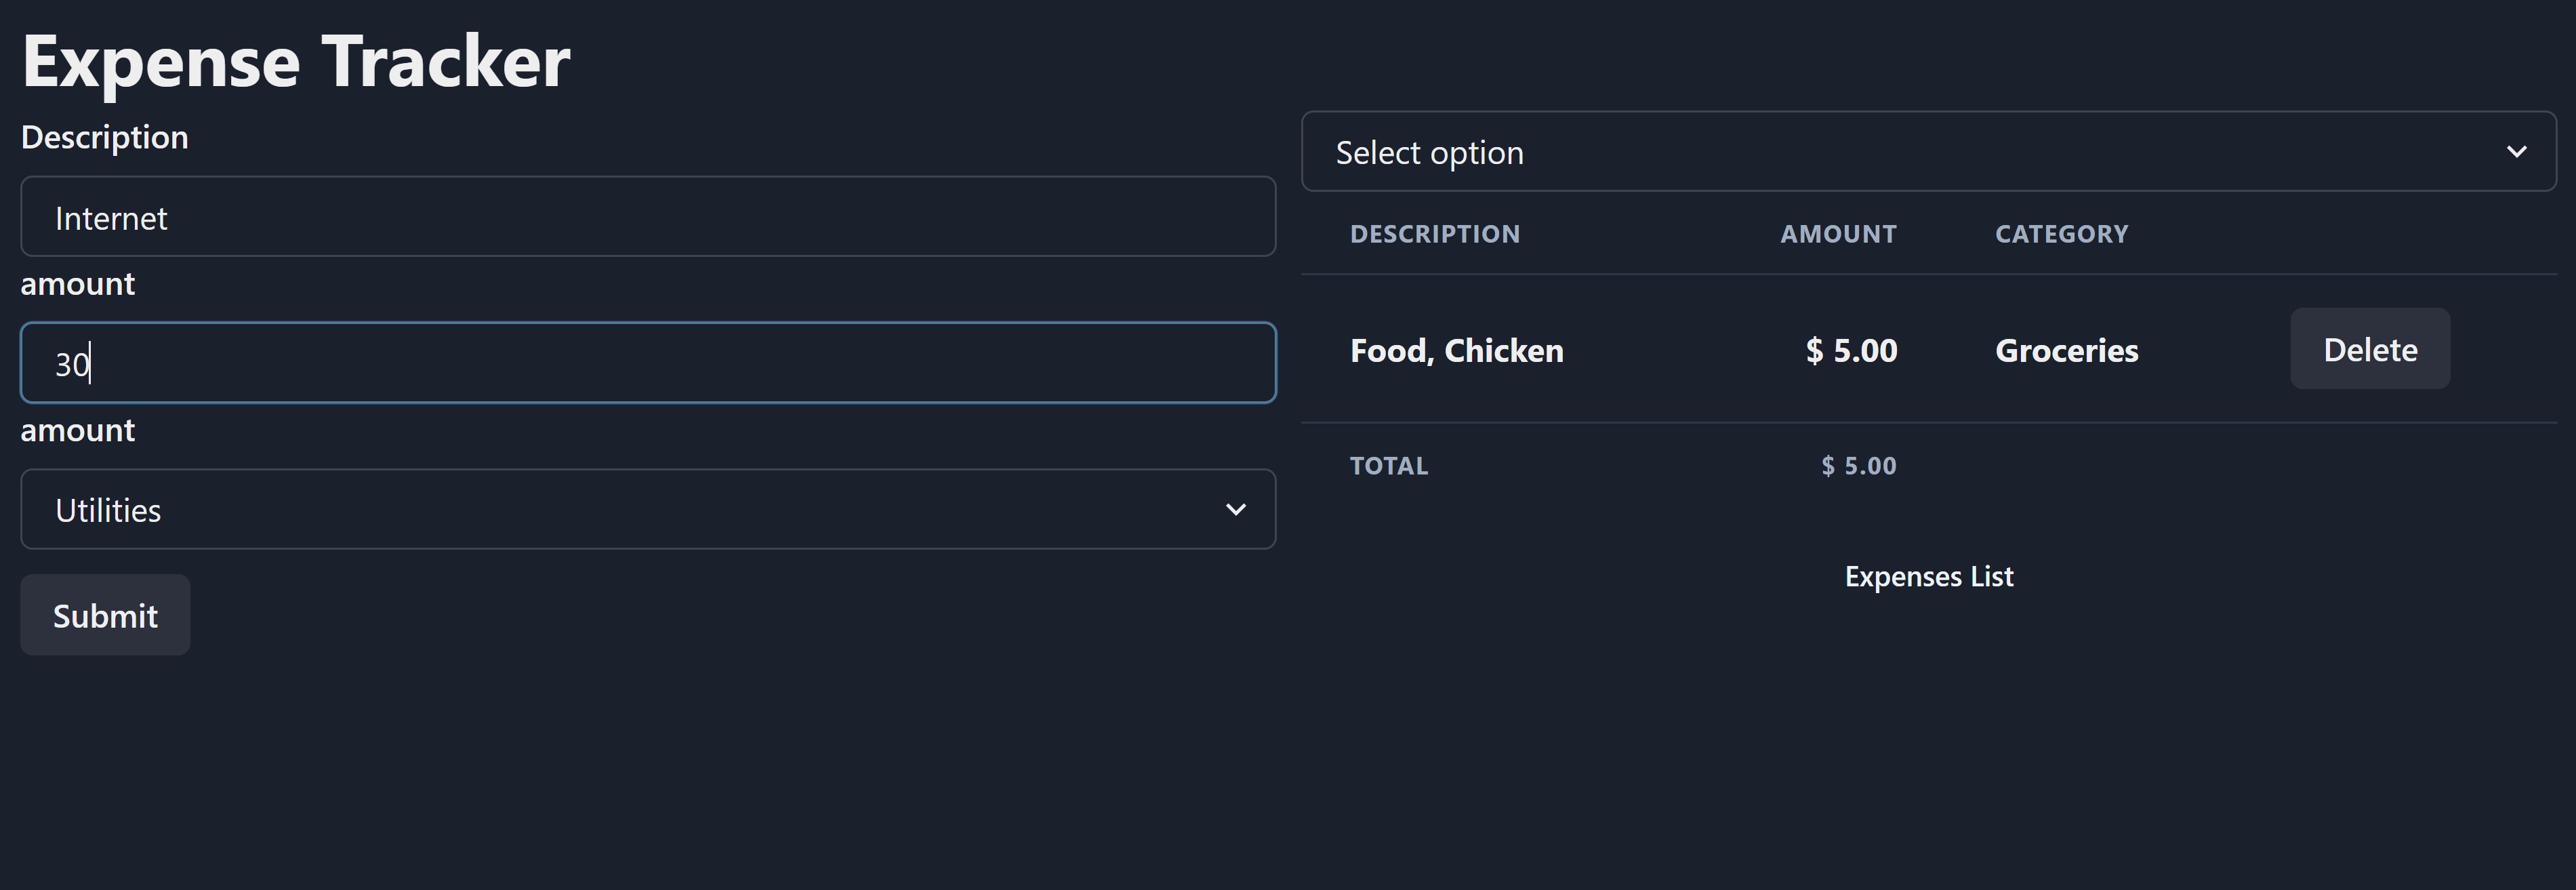 Expense Tracker
Description
Internet
amount
30
amount
Utilities
Submit
Select option
DESCRIPTION AMOUNT CATEGORY
Food, Chicken $ 5.00 Groceries Delete
TOTAL $ 5.00
Expenses List